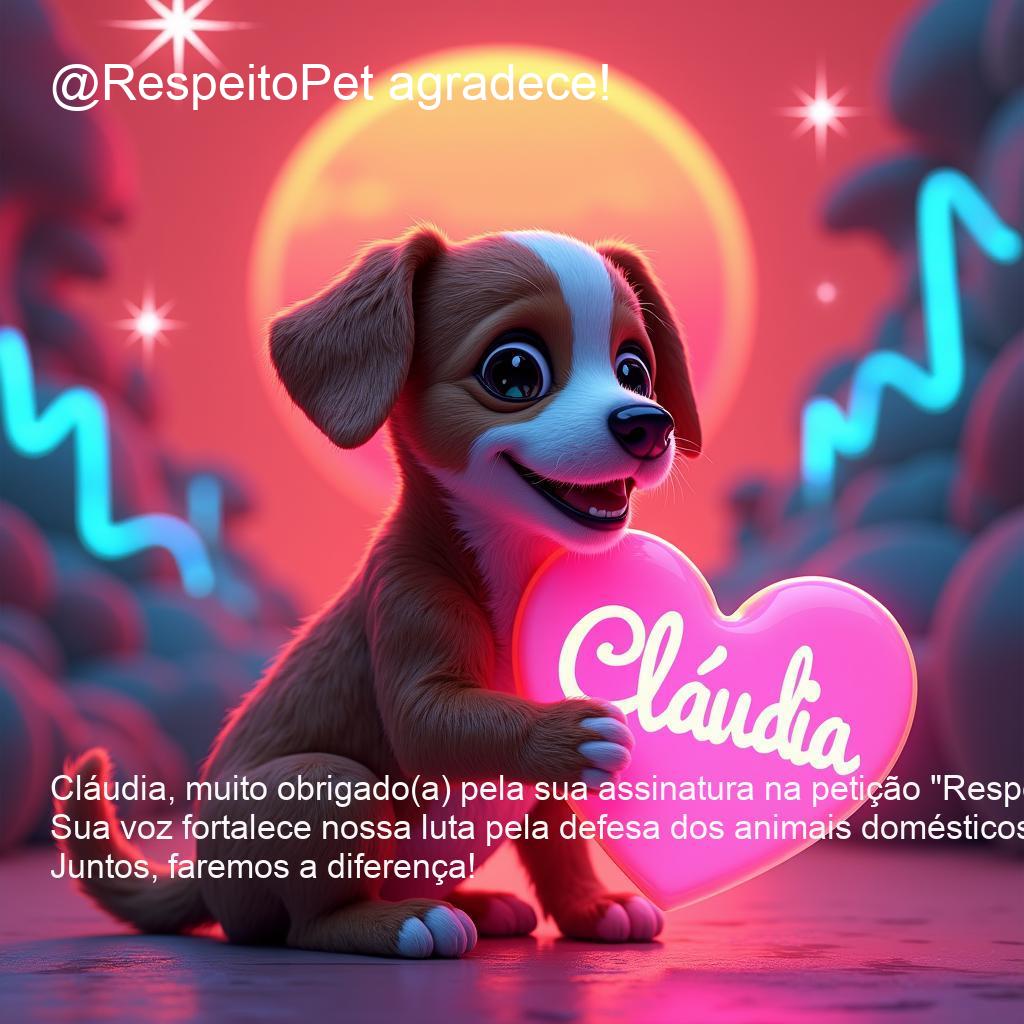 @RespeitoPet agradece!
Cláudia
Cláudia, muito obrigado(a) pela sua assinatura na petição "Resp
Sua voz fortalece nossa luta pela defesa dos animais domésticos
Juntos, faremos a diferença!